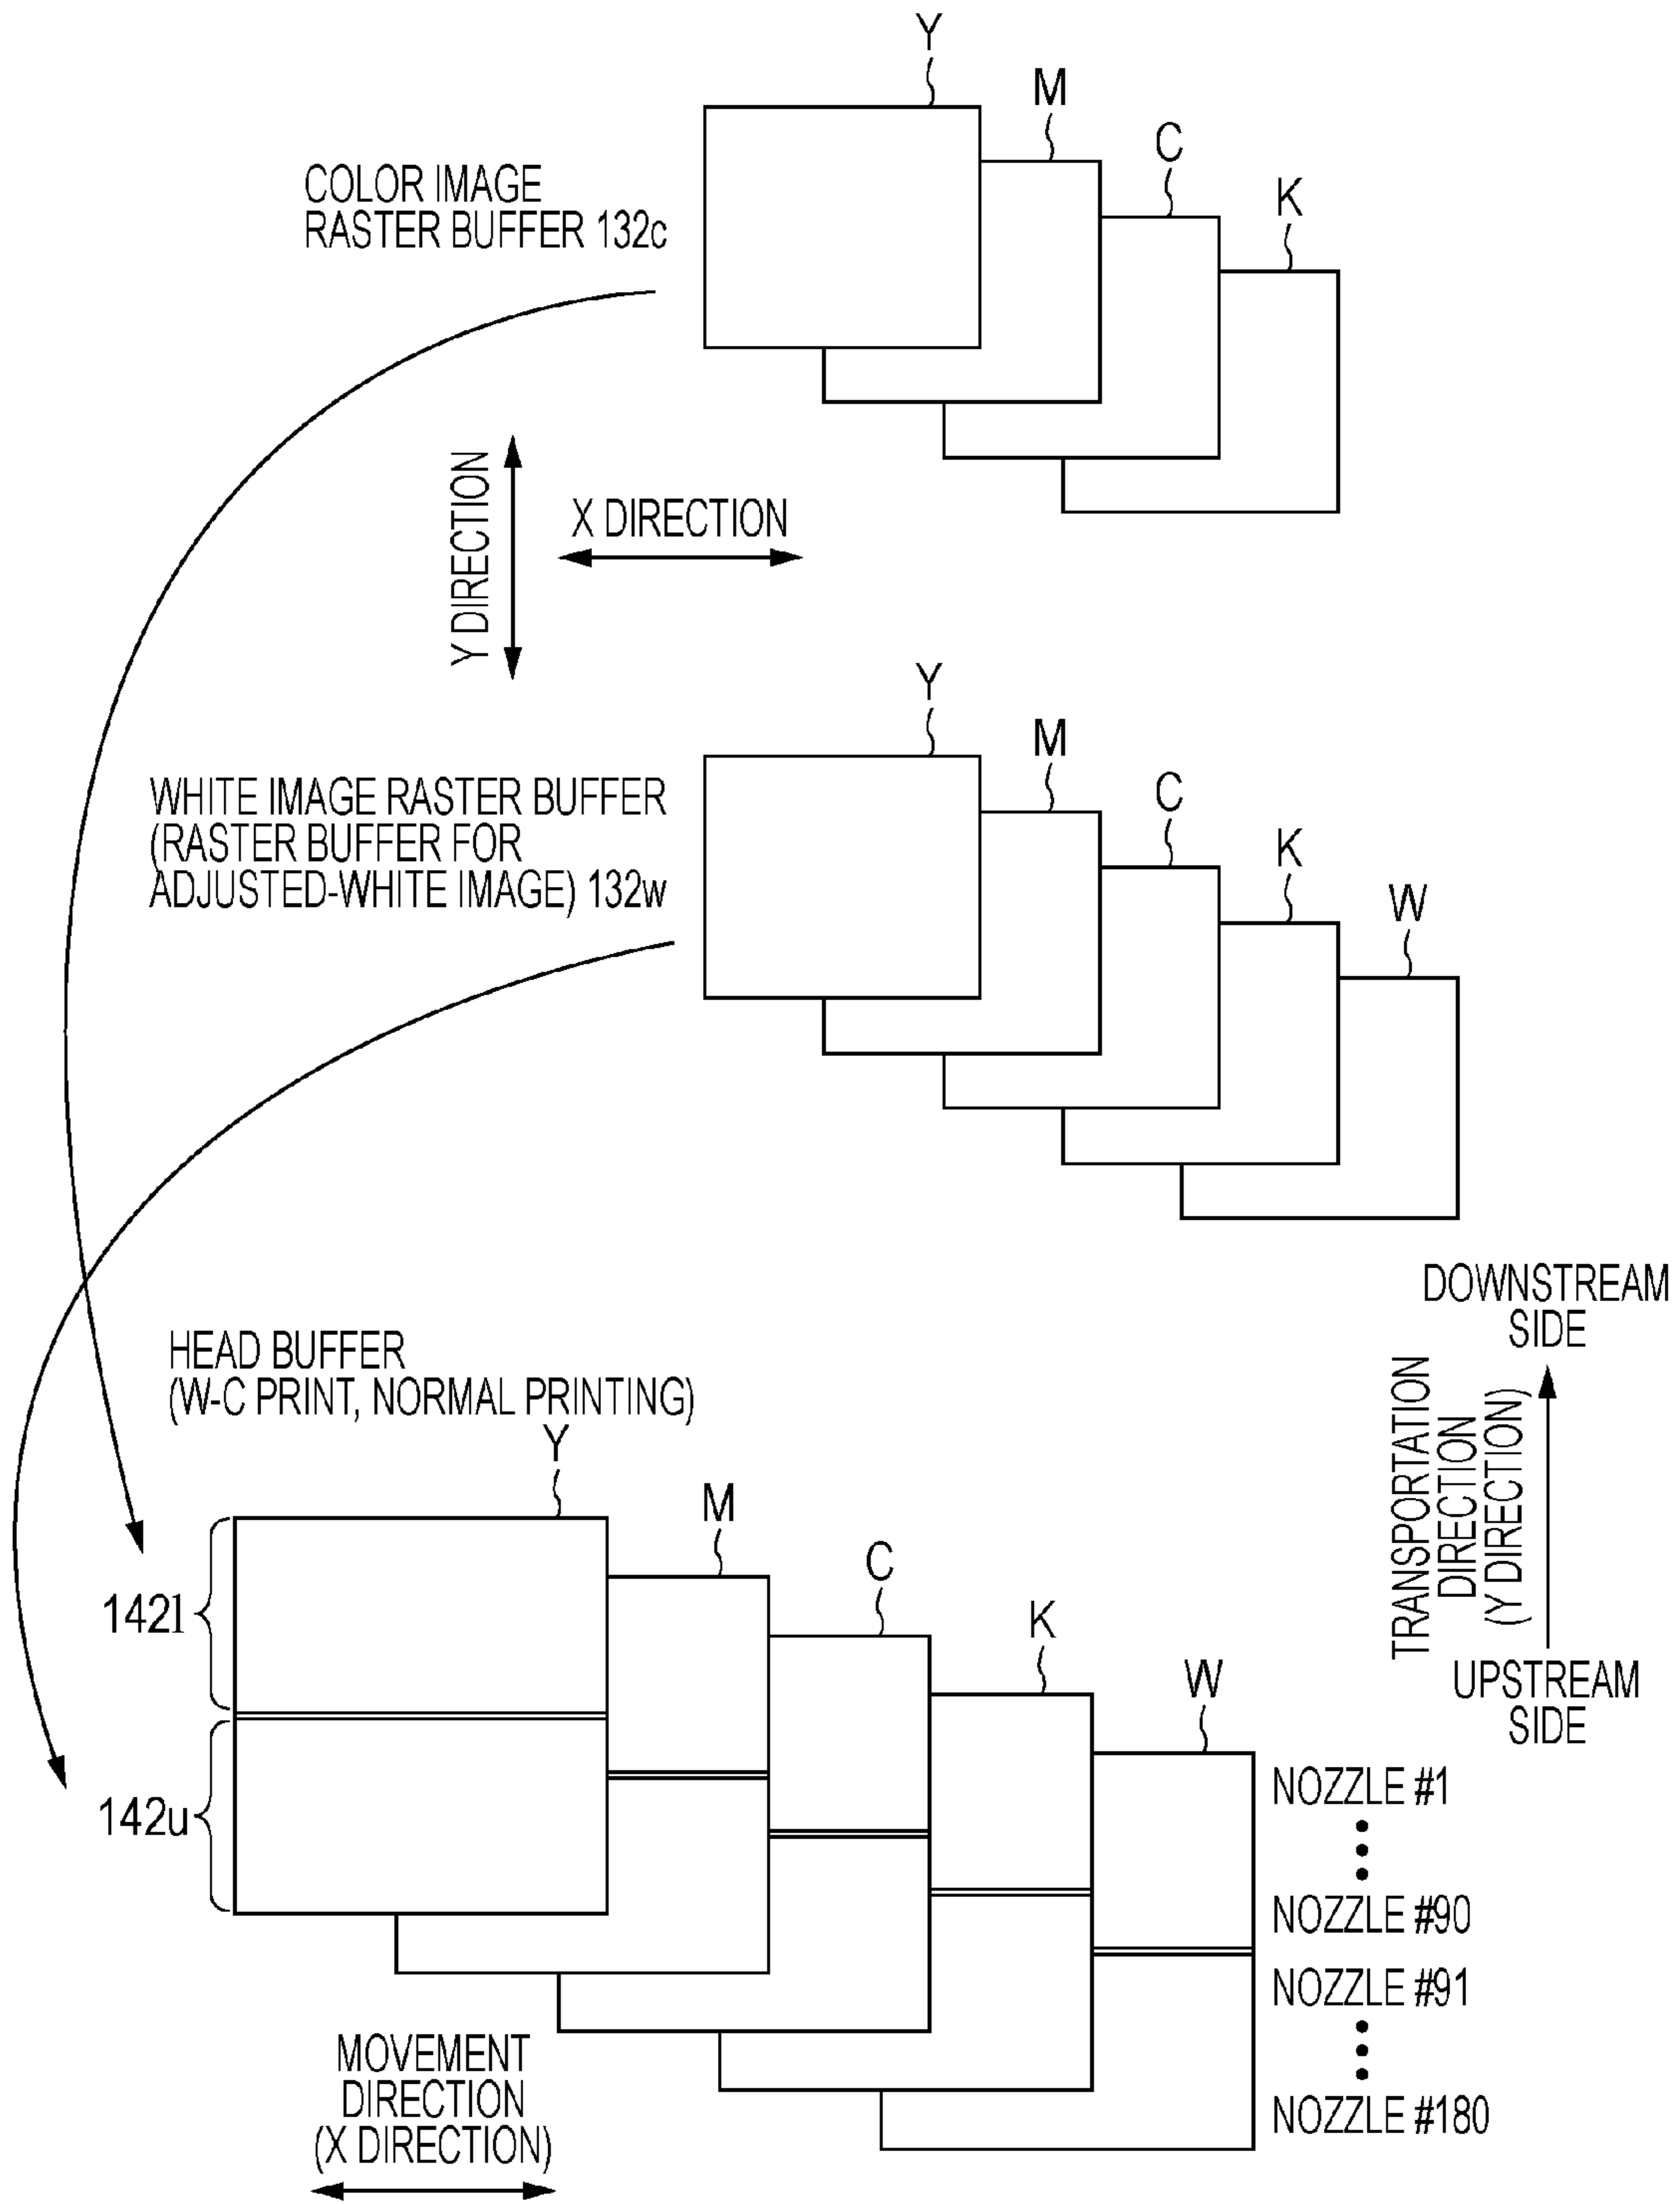 Y
M
C
K
COLOR IMAGE
RASTER BUFFER 132c
Y DIRECTION
X DIRECTION
Y
M
C
K
W
WHITE IMAGE RASTER BUFFER
(RASTER BUFFER FOR
ADJUSTED-WHITE IMAGE) 132w
DOWNSTREAM
SIDE
TRANSPORTATION
DIRECTION
(Y DIRECTION)
UPSTREAM
SIDE
HEAD BUFFER
(W-C PRINT, NORMAL PRINTING)
Y
M
C
K
W
142l
142u
NOZZLE #1
NOZZLE #90
NOZZLE #91
NOZZLE #180
MOVEMENT
DIRECTION
(X DIRECTION)